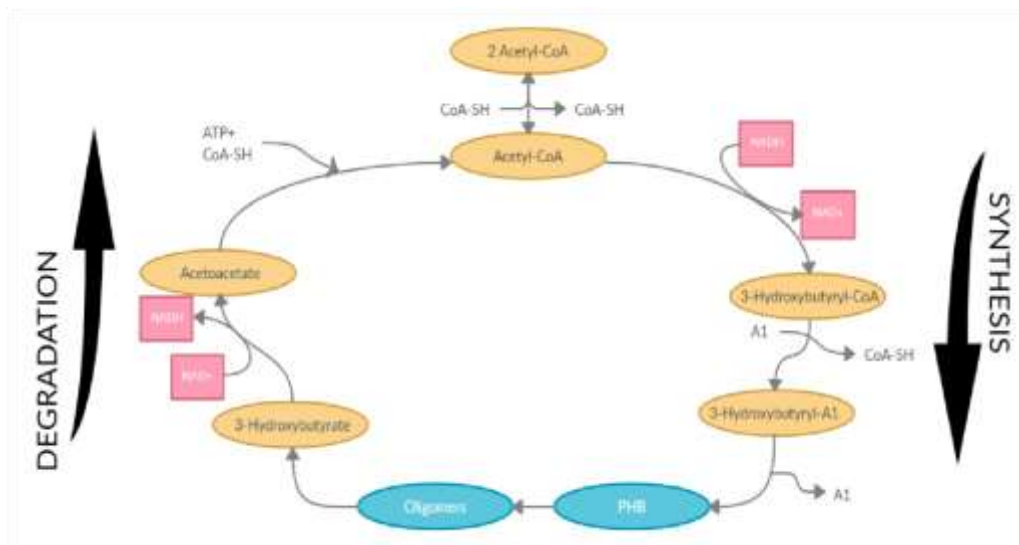 2 Acetyl-CoA
CoA-SH
CoA-SH
ATP+
CoA-SH
Acetyl-CoA
NADH
NAD+
Acetoacetate
NADH
NAD+
3-Hydroxybutyryl-CoA
A1
CoA-SH
3-Hydroxybutyrate
3-Hydroxybutyryl-A1
Oligomers
PHB
A1
DEGRADATION
SYNTHESIS